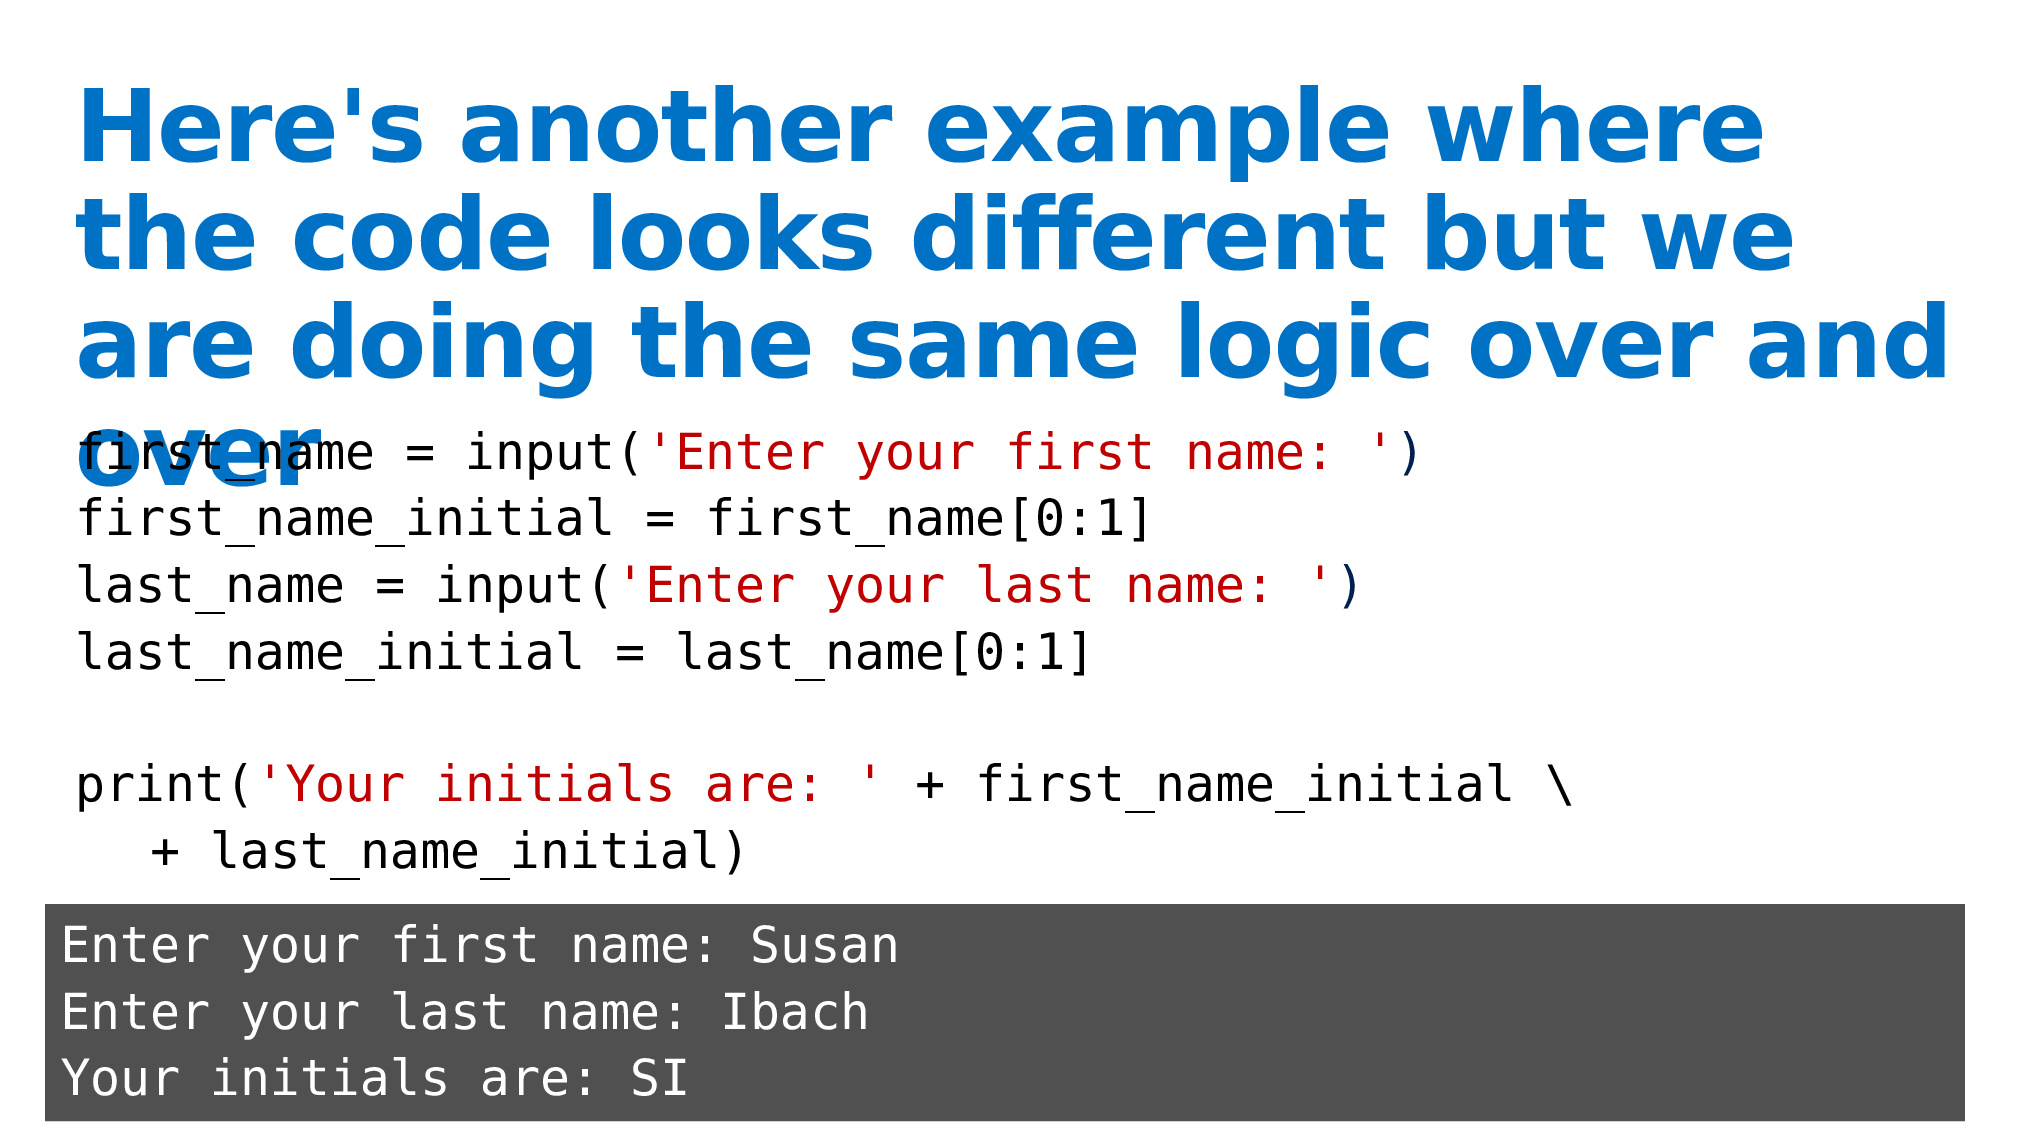 Here's another example where
the code looks different but we
are doing the same logic over and
over
first_name = input('Enter your first name: ')
first_name_initial = first_name[0:1]
last_name = input('Enter your last name: ')
last_name_initial = last_name[0:1]
print('Your initials are: ' + first_name_initial \
+ last_name_initial)
Enter your first name: Susan
Enter your last name: Ibach
Your initials are: SI